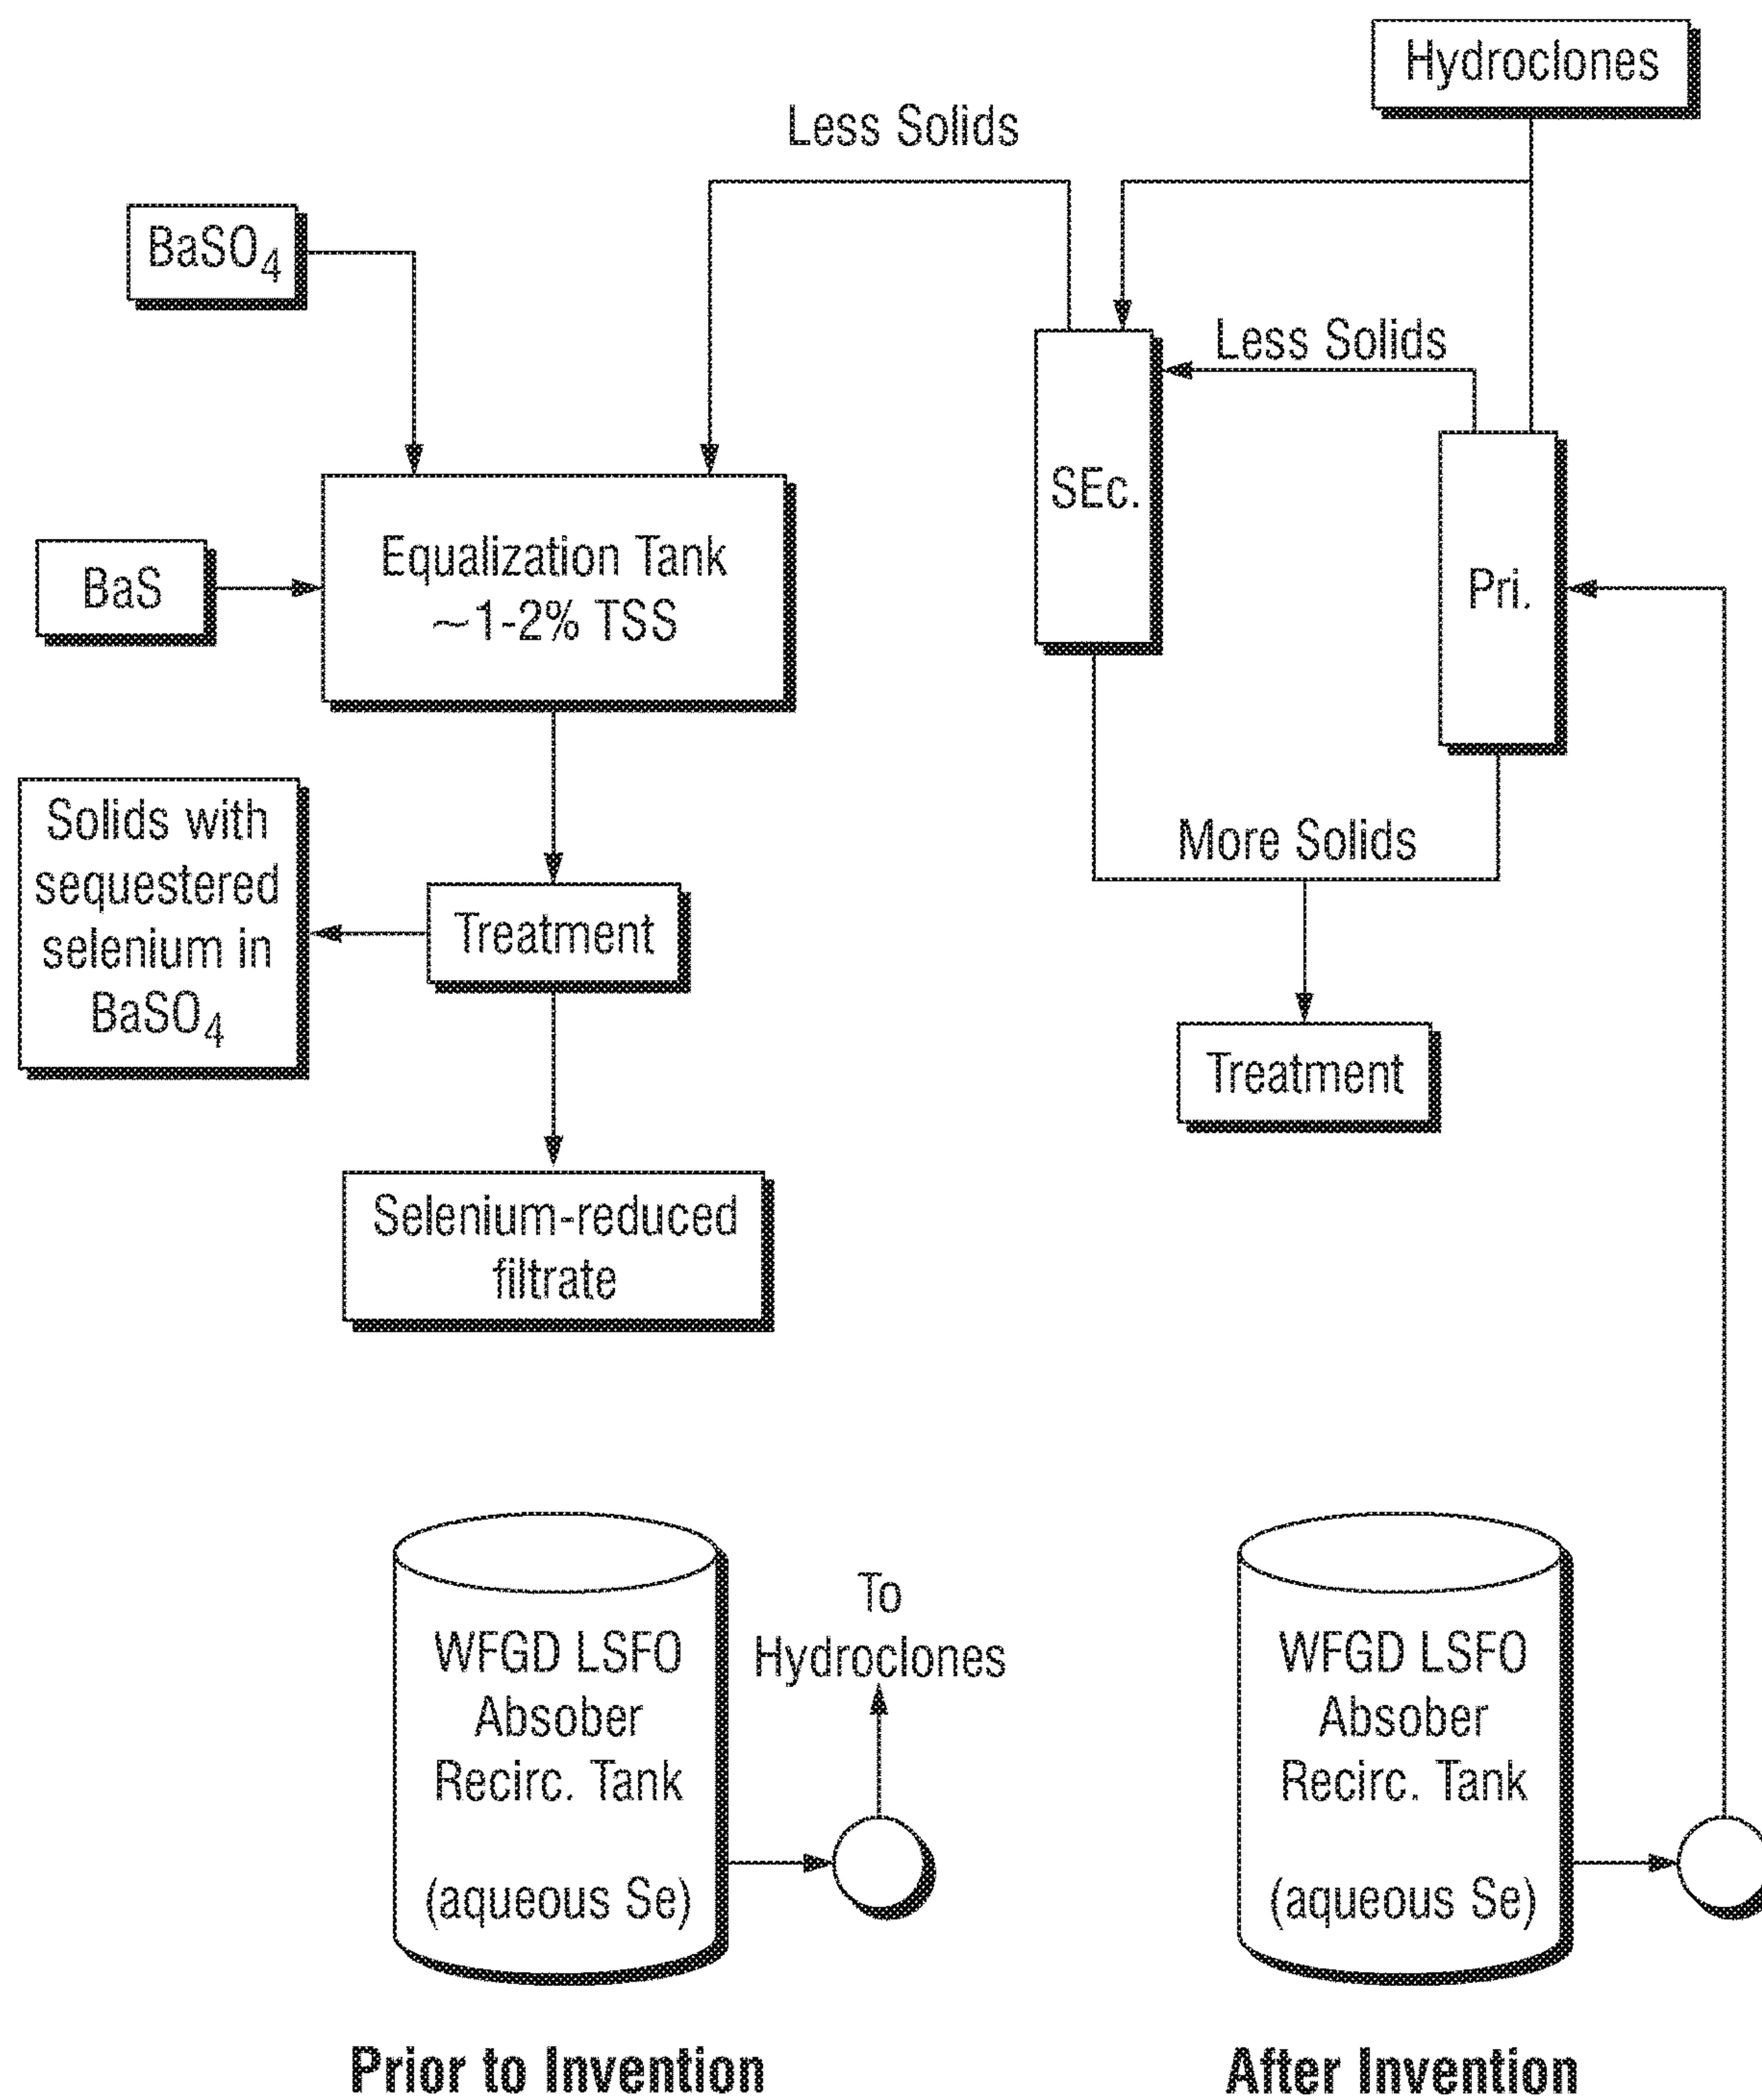 Hydroclones
Less Solids
BaSO4
Less Solids
SEc.
Pri.
Equalization Tank
~1-2% TSS
BaS
Solids with
sequestered
selenium in
BaSO4
Treatment
More Solids
Treatment
Selenium-reduced
filtrate
WFGD LSFO
Absober
Recirc. Tank
(aqueous Se)
To
Hydroclones
WFGD LSFO
Absober
Recirc. Tank
(aqueous Se)
Prior to Invention
After Invention